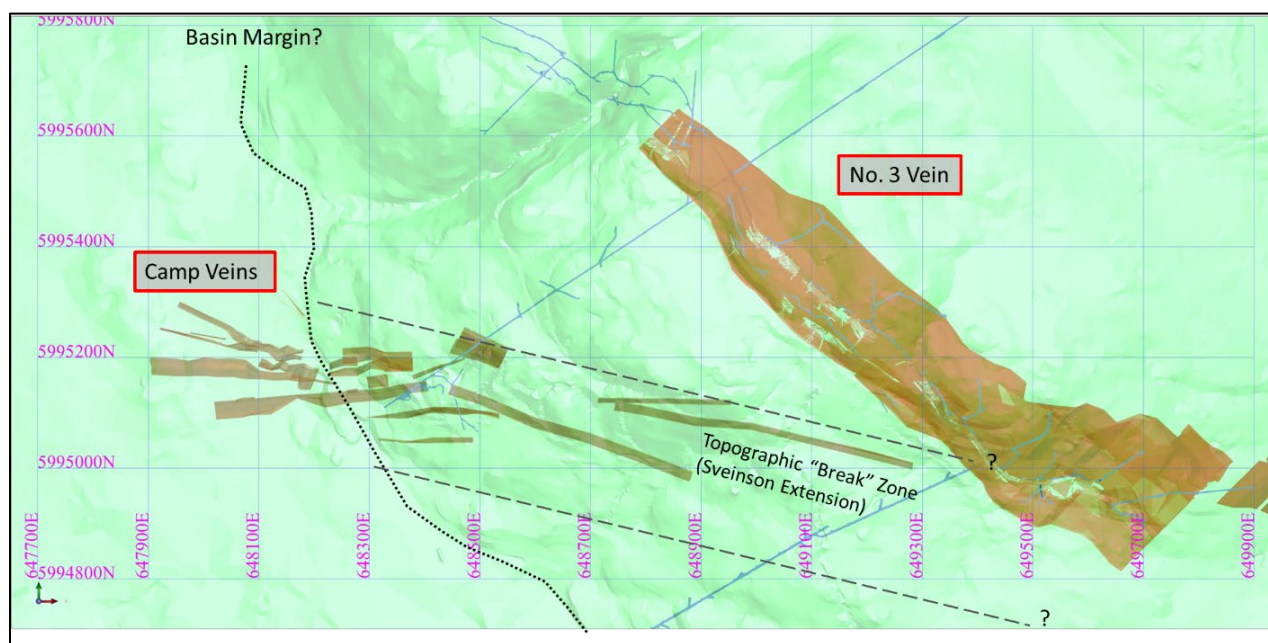 5995800N
Basin Margin?
5995600N
No. 3 Vein
5995400N
Camp Veins
5995200N
Topographic “Break” Zone
(Sveinson Extension)
?
5995000N
647700E
647900E
648100E
648300E
648500E
648700E
648900E
649100E
649300E
649500E
649700E
649900E
5994800N
?